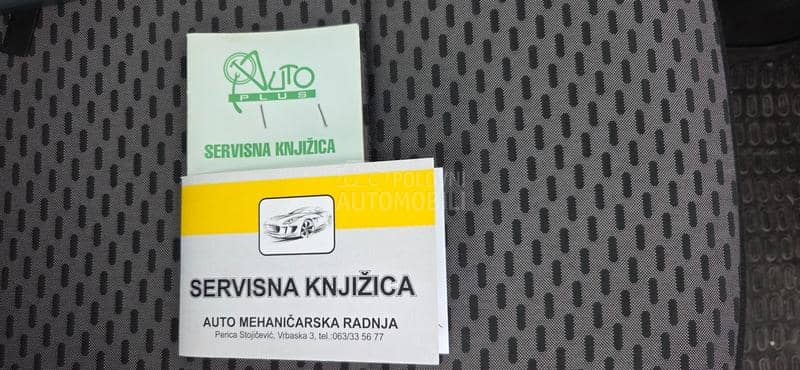 AUTO
PLUS
SERVISNA KNJIŽICA
POLOVNI
AUTOMOBILI
SERVISNA KNJIŽICA
AUTO MEHANIČARSKA RADNJA
Perica Stojičević, Vrbaska 3, tel.:063/33 56 77